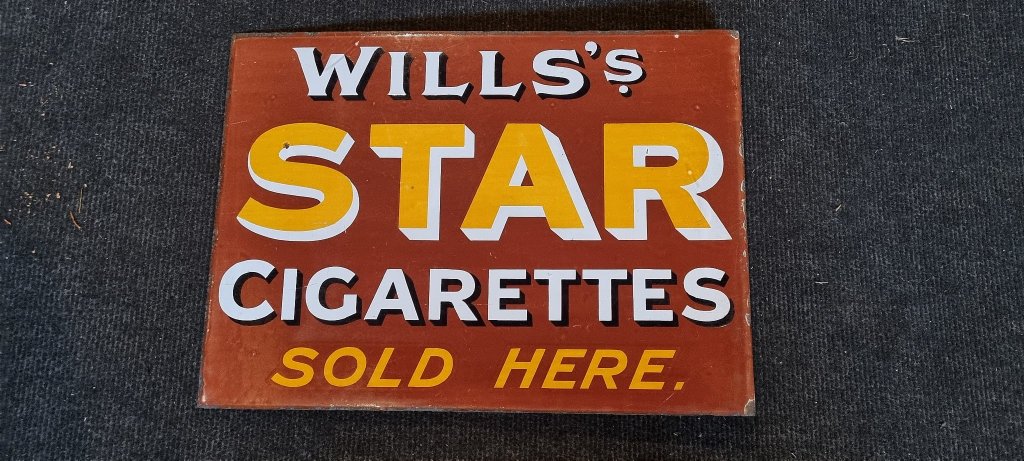 WILLS'S
STAR
CIGARETTES
SOLD HERE.